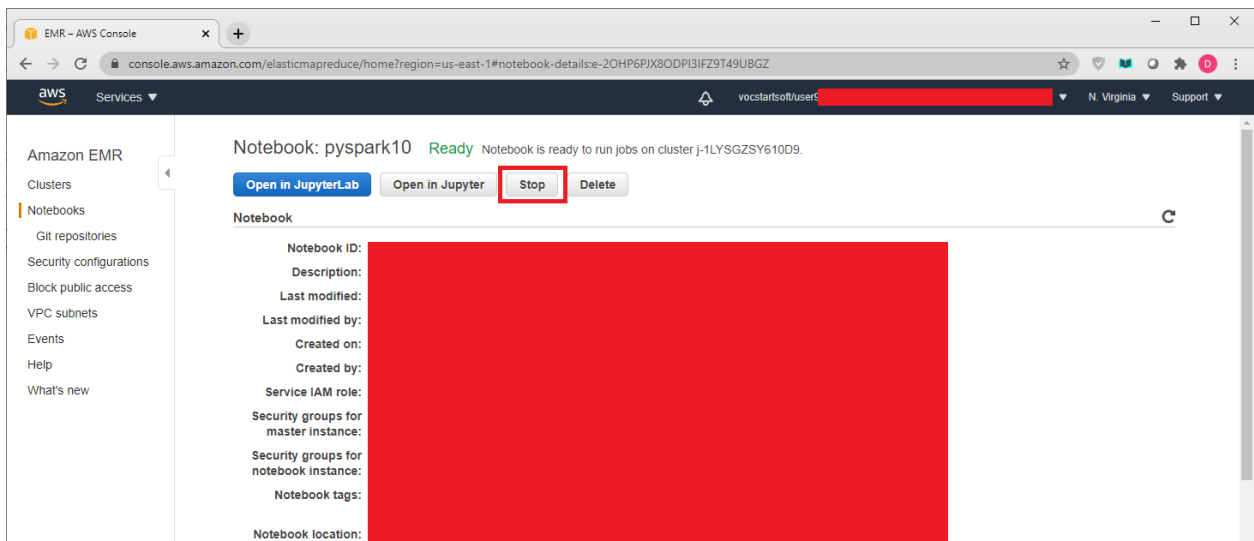 EMR – AWS Console
console.aws.amazon.com/elasticmapreduce/home?region=us-east-1#notebook-details:e-2OHP6PJX8ODPI3IFZ9T49UBGZ
D
aws Services ▼ vocstartsoft/user9 N. Virginia ▼ Support ▼
Amazon EMR
Clusters
Notebooks
Git repositories
Security configurations
Block public access
VPC subnets
Events
Help
What's new
Notebook: pyspark10 Ready Notebook is ready to run jobs on cluster j-1LYSGZSY610D9.
Open in JupyterLab Open in Jupyter Stop Delete
Notebook
Notebook ID:
Description:
Last modified:
Last modified by:
Created on:
Created by:
Service IAM role:
Security groups for
master instance:
Security groups for
notebook instance:
Notebook tags:
Notebook location: